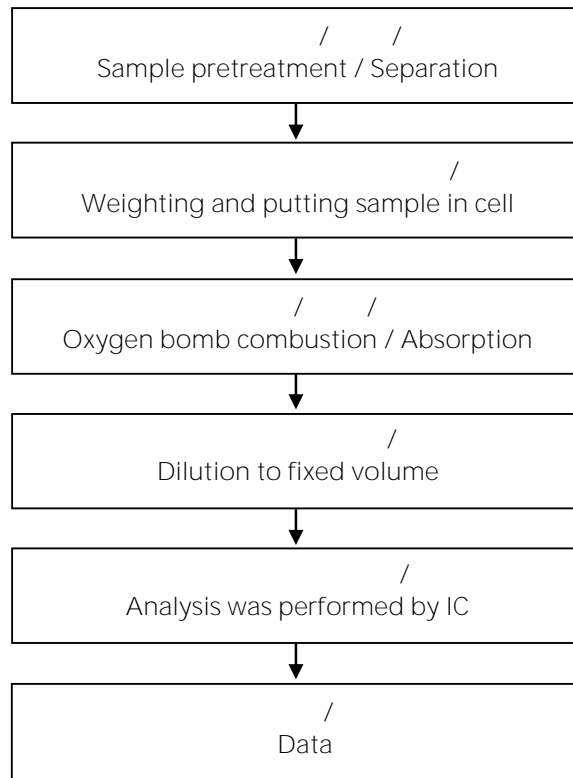 / /
Sample pretreatment / Separation
/
Weighting and putting sample in cell
/ /
Oxygen bomb combustion / Absorption
/
Dilution to fixed volume
/
Analysis was performed by IC
/
Data